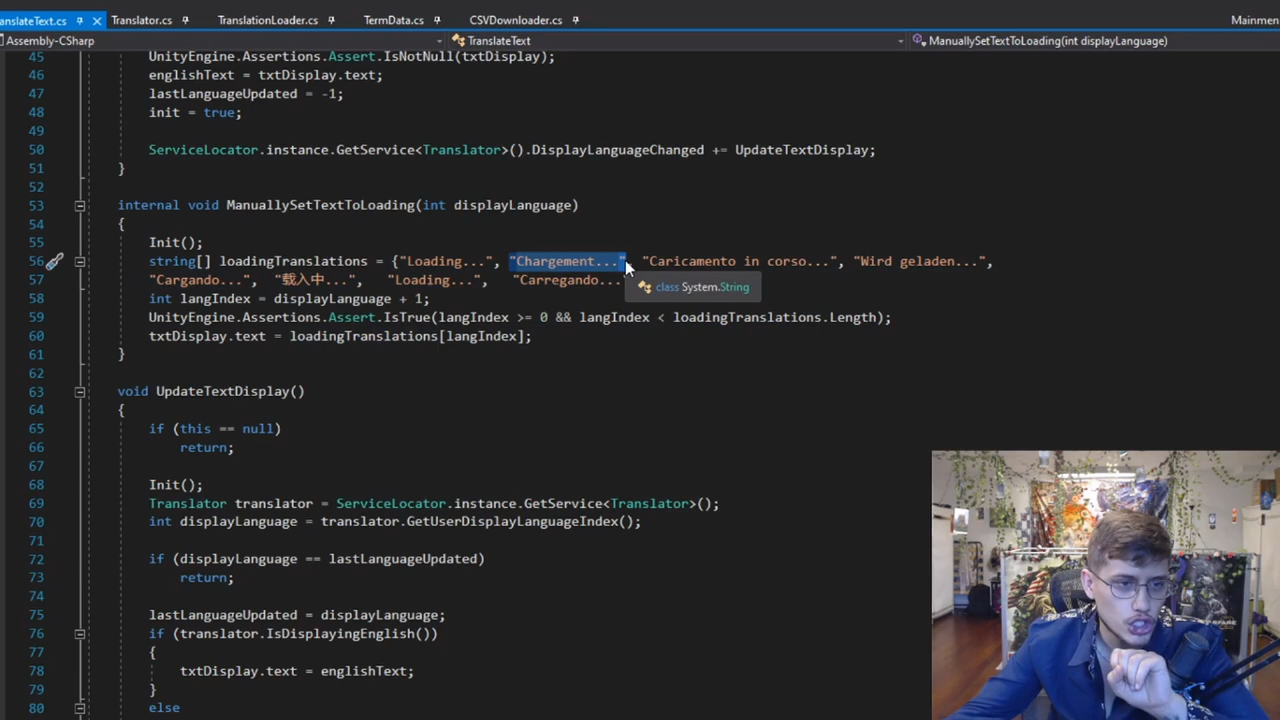 anslateText.cs
Translator.cs
TranslationLoader.cs
TermData.cs
CSVDownloader.cs
Mainmen
Assembly-CSharp
TranslateText
ManuallySetTextToLoading(int displayLanguage)
45 UnityEngine.Assertions.Assert.IsNotNull(txtDisplay);
46 englishText = txtDisplay.text;
47 lastLanguageUpdated = -1;
48 init = true;
49
50 ServiceLocator.instance.GetService<Translator>().DisplayLanguageChanged += UpdateTextDisplay;
51 }
52
53 internal void ManuallySetTextToLoading(int displayLanguage)
54 {
55 Init();
56 string[] loadingTranslations = {"Loading...", "Chargement...", "Caricamento in corso...", "Wird geladen...",
57 "Cargando...", "载入中...", "Loading...", "Carregando...
class System.String
58 int langIndex = displayLanguage + 1;
59 UnityEngine.Assertions.Assert.IsTrue(langIndex >= 0 && langIndex < loadingTranslations.Length);
60 txtDisplay.text = loadingTranslations[langIndex];
61 }
62
63 void UpdateTextDisplay()
64 {
65 if (this == null)
66 return;
67
68 Init();
69 Translator translator = ServiceLocator.instance.GetService<Translator>();
70 int displayLanguage = translator.GetUserDisplayLanguageIndex();
71
72 if (displayLanguage == lastLanguageUpdated)
73 return;
74
75 lastLanguageUpdated = displayLanguage;
76 if (translator.IsDisplayingEnglish())
77 {
78 txtDisplay.text = englishText;
79 }
80 else